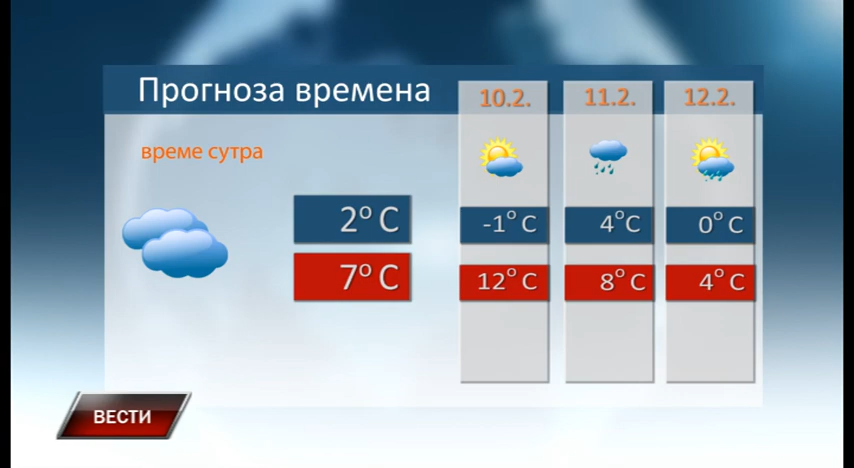 Прогноза времена
време сутра
2° C
7° C
10.2.
-1° C
12° C
11.2.
4°C
8° C
12.2.
0° C
4° C
ВЕСТИ